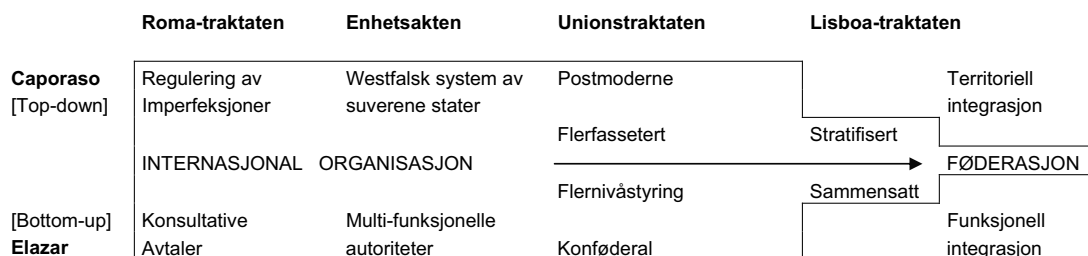 Roma-traktaten Enhetsakten Unionstraktaten Lisboa-traktaten
Caporaso Regulering av Westfalsk system av Postmoderne Territoriell
[Top-down] Imperfeksjoner suverene stater integrasjon
Flerfassetert Stratifisert
INTERNASJONAL ORGANISASJON FØDERASJON
Flernivåstyring Sammensatt
[Bottom-up] Konsultative Multi-funksjonelle Funksjonell
Elazar Avtaler autoriteter Konføderal integrasjon